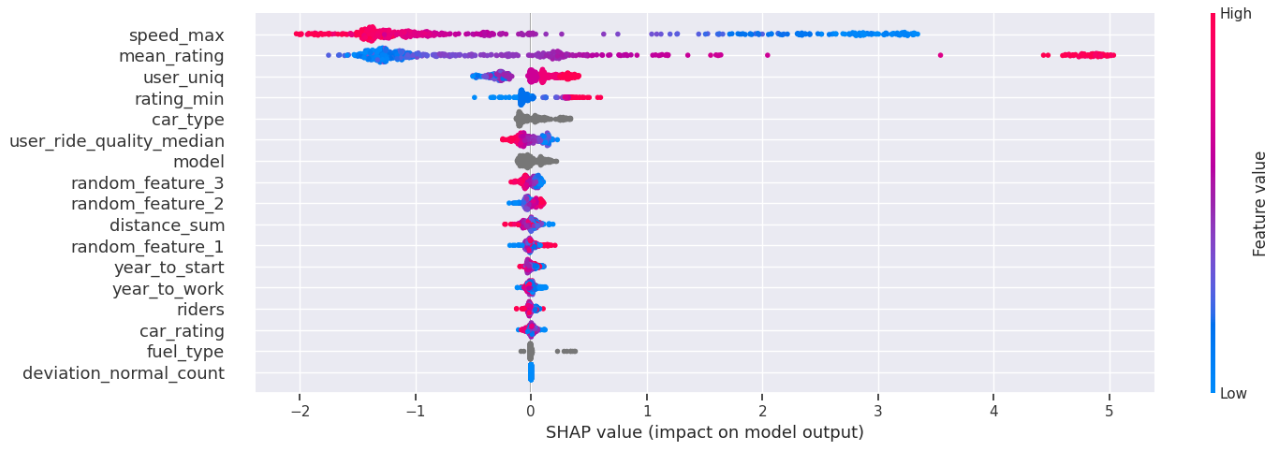 High
speed_max
mean_rating
user_uniq
rating_min
car_type
user_ride_quality_median
model
random_feature_3
random_feature_2
distance_sum
random_feature_1
year_to_start
year_to_work
riders
car_rating
fuel_type
deviation_normal_count
Feature value
Low
−2 −1 0 1 2 3 4 5
SHAP value (impact on model output)